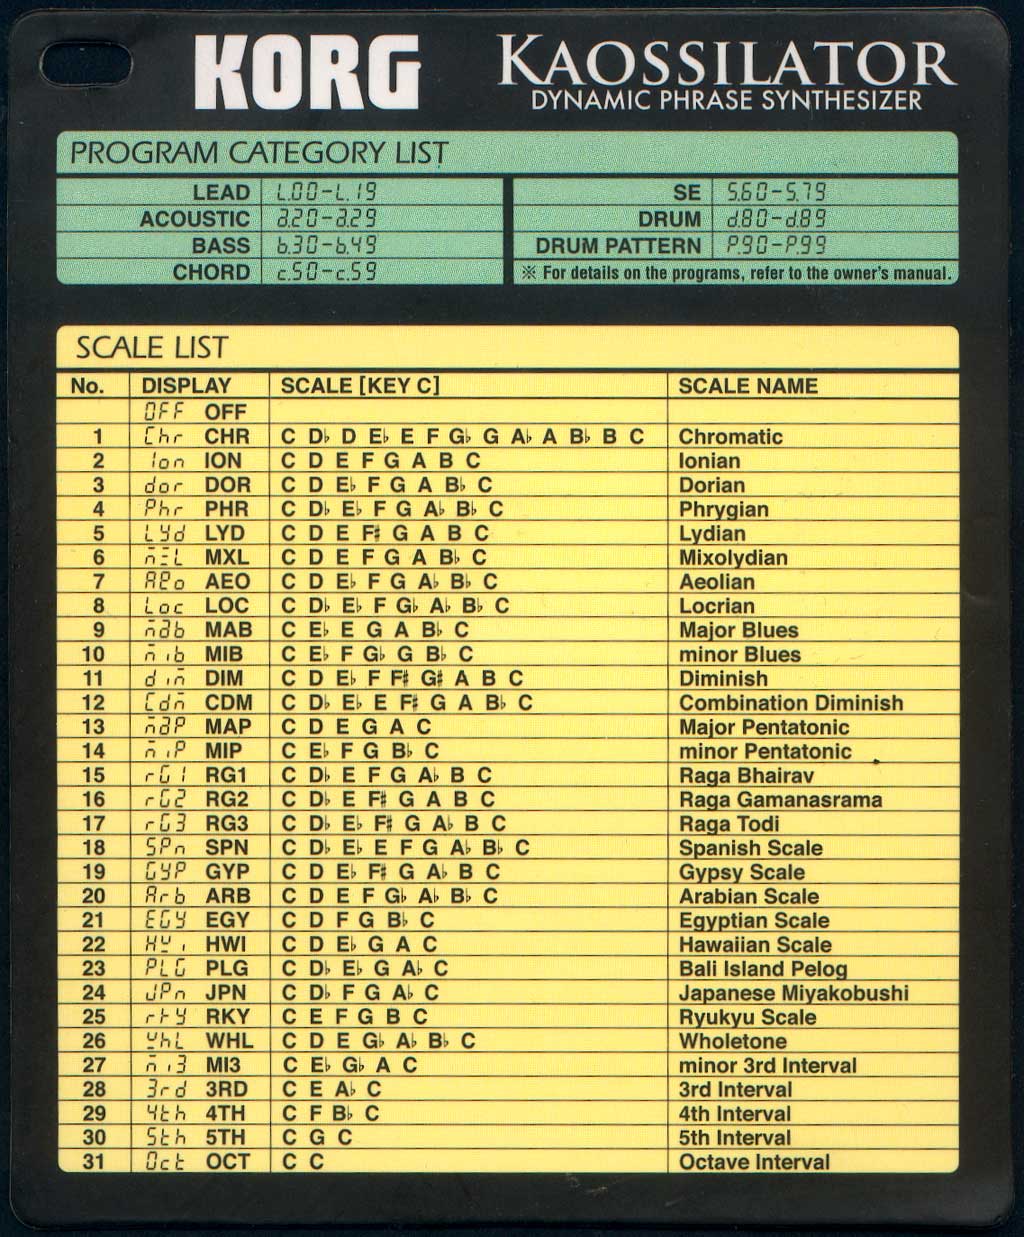 KORG KAOSSILATOR
DYNAMIC PHRASE SYNTHESIZER
PROGRAM CATEGORY LIST
LEAD L.00-L.19
ACOUSTIC a.20-a.29
BASS b.30-b.49
CHORD c.50-c.59
SE S.60-S.79
DRUM d.80-d.89
DRUM PATTERN P.90-P.99
※ For details on the programs, refer to the owner's manual.
SCALE LIST
No. DISPLAY SCALE [KEY C] SCALE NAME
OFF OFF
1 Chr CHR C D♭ D E♭ E F G♭ G A♭ A B♭ B C Chromatic
2 Ion ION C D E F G A B C Ionian
3 dor DOR C D E♭ F G A B♭ C Dorian
4 Phr PHR C D♭ E♭ F G A♭ B♭ C Phrygian
5 Lyd LYD C D E F♯ G A B C Lydian
6 MXL C D E F G A B♭ C Mixolydian
7 AEo AEO C D E♭ F G A♭ B♭ C Aeolian
8 Loc LOC C D♭ E♭ F G♭ A♭ B♭ C Locrian
9 mab MAB C E♭ E G A B♭ C Major Blues
10 mib MIB C E♭ F G♭ G B♭ C minor Blues
11 dim DIM C D E♭ F F♯ G♯ A B C Diminish
12 Cdm CDM C D♭ E♭ E F♯ G A B♭ C Combination Diminish
13 maP MAP C D E G A C Major Pentatonic
14 miP MIP C E♭ F G B♭ C minor Pentatonic
15 rG1 RG1 C D♭ E F G A♭ B C Raga Bhairav
16 rG2 RG2 C D♭ E F♯ G A B C Raga Gamanasrama
17 rG3 RG3 C D♭ E♭ F♯ G A♭ B C Raga Todi
18 SPn SPN C D♭ E♭ E F G A♭ B♭ C Spanish Scale
19 GYP GYP C D E♭ F♯ G A♭ B C Gypsy Scale
20 Arb ARB C D E F G♭ A♭ B♭ C Arabian Scale
21 EGY EGY C D F G B♭ C Egyptian Scale
22 HWI C D E♭ G A C Hawaiian Scale
23 PLG PLG C D♭ E♭ G A♭ C Bali Island Pelog
24 JPn JPN C D♭ F G A♭ C Japanese Miyakobushi
25 rkY RKY C E F G B C Ryukyu Scale
26 whL WHL C D E G♭ A♭ B♭ C Wholetone
27 mi3 MI3 C E♭ G♭ A C minor 3rd Interval
28 3rd 3RD C E A♭ C 3rd Interval
29 4th 4TH C F B♭ C 4th Interval
30 5th 5TH C G C 5th Interval
31 Oct OCT C C Octave Interval